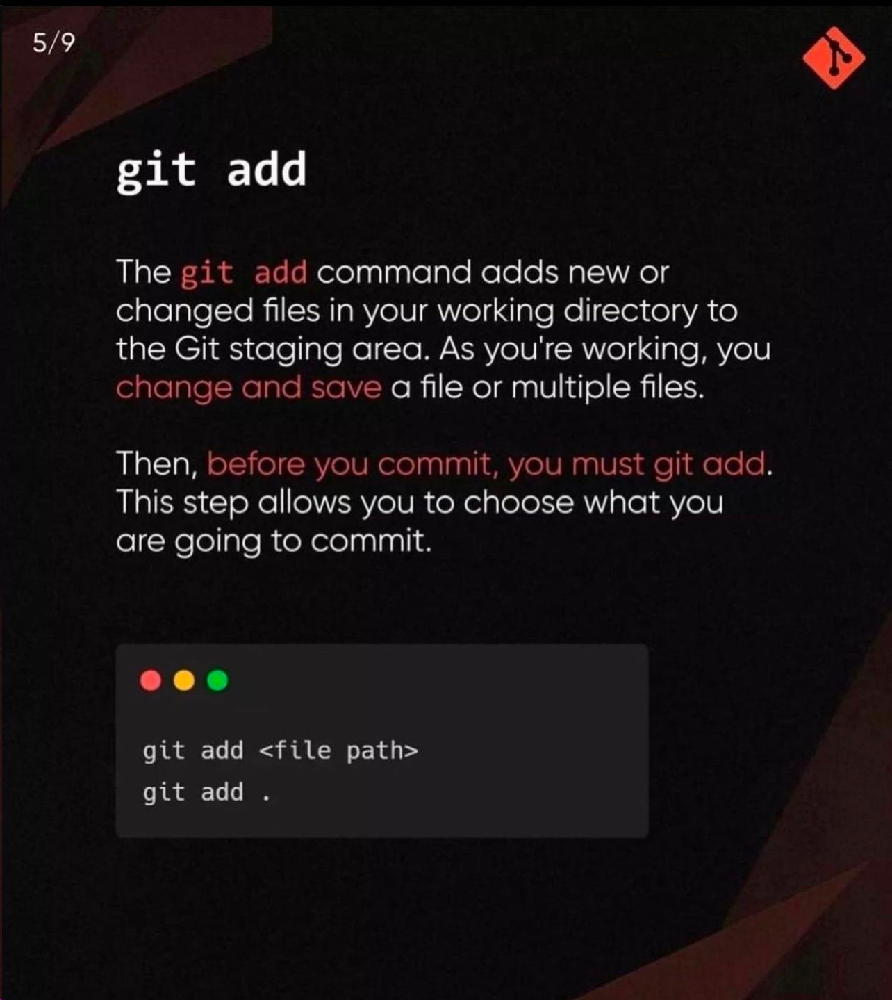 5/9
git add
The git add command adds new or
changed files in your working directory to
the Git staging area. As you're working, you
change and save a file or multiple files.
Then, before you commit, you must git add.
This step allows you to choose what you
are going to commit.
git add <file path>
git add .